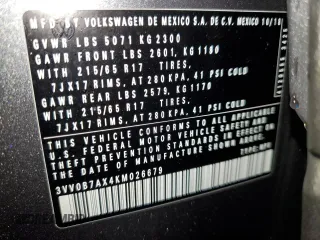 MFD BY VOLKSWAGEN DE MEXICO S.A. DE C.V. MEXICO 10/18
GVWR LBS 5071 KG 2300
GAWR FRONT LBS 2601, KG 1180
WITH 215/65 R17 TIRES,
7JX17 RIMS, AT 280 KPA, 41 PSI COLD
GAWR REAR LBS 2579, KG 1170
WITH 215/65 R17 TIRES,
7JX17 RIMS, AT 280 KPA, 41 PSI COLD
THIS VEHICLE CONFORMS TO ALL APPLICABLE
U.S. FEDERAL MOTOR VEHICLE SAFETY AND
THEFT PREVENTION STANDARDS IN EFFECT ON THE
DATE OF MANUFACTURE SHOWN ABOVE
3VV0B7AX4KM026679 TYPE: MPV